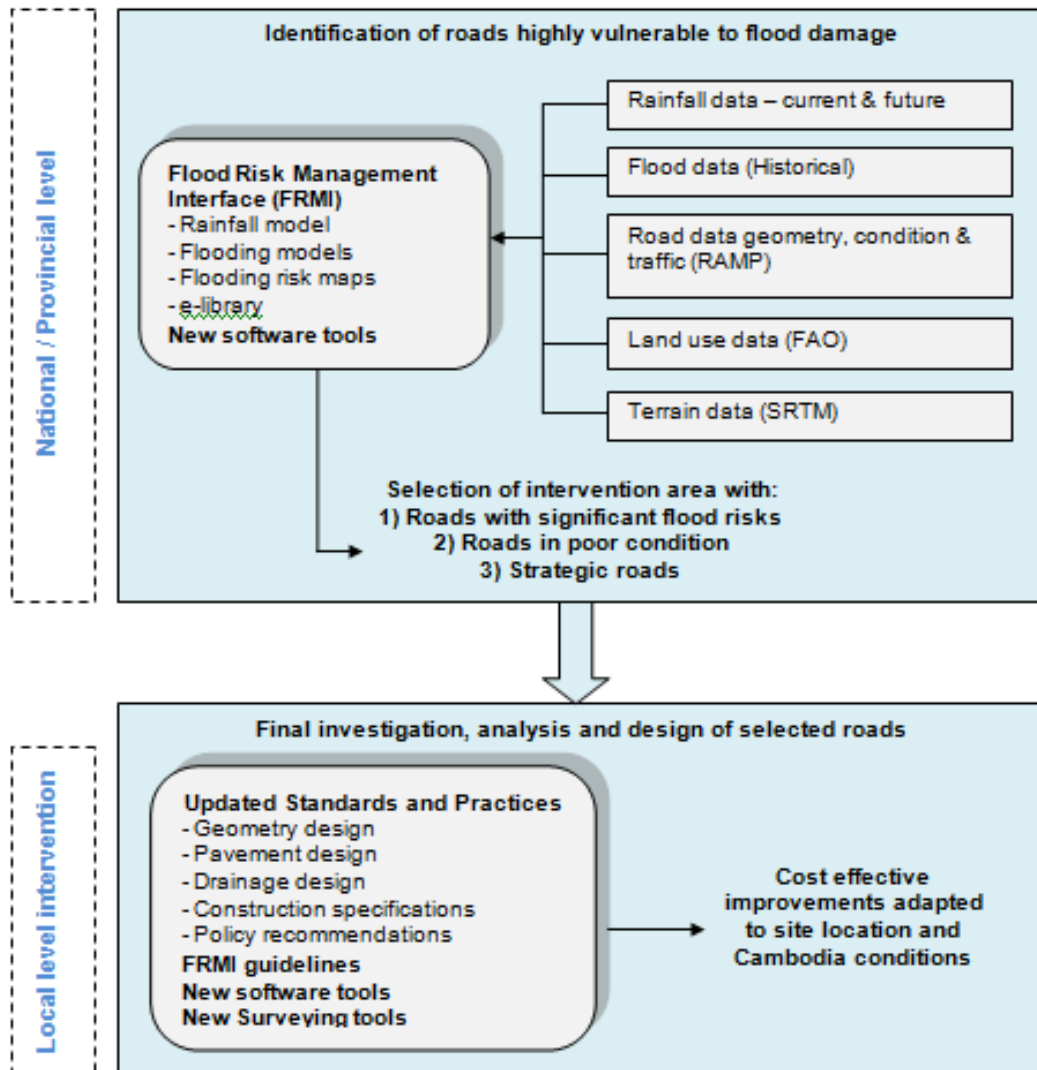 National / Provincial level
Identification of roads highly vulnerable to flood damage
Flood Risk Management
Interface (FRMI)
- Rainfall model
- Flooding models
- Flooding risk maps
- e-library
New software tools
Rainfall data – current & future
Flood data (Historical)
Road data geometry, condition &
traffic (RAMP)
Land use data (FAO)
Terrain data (SRTM)
Selection of intervention area with:
1) Roads with significant flood risks
2) Roads in poor condition
3) Strategic roads
Local level intervention
Final investigation, analysis and design of selected roads
Updated Standards and Practices
- Geometry design
- Pavement design
- Drainage design
- Construction specifications
- Policy recommendations
FRMI guidelines
New software tools
New Surveying tools
Cost effective
improvements adapted
to site location and
Cambodia conditions